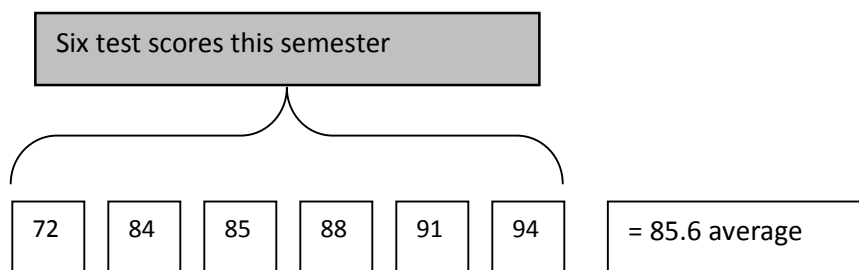 Six test scores this semester
72 84 85 88 91 94 = 85.6 average